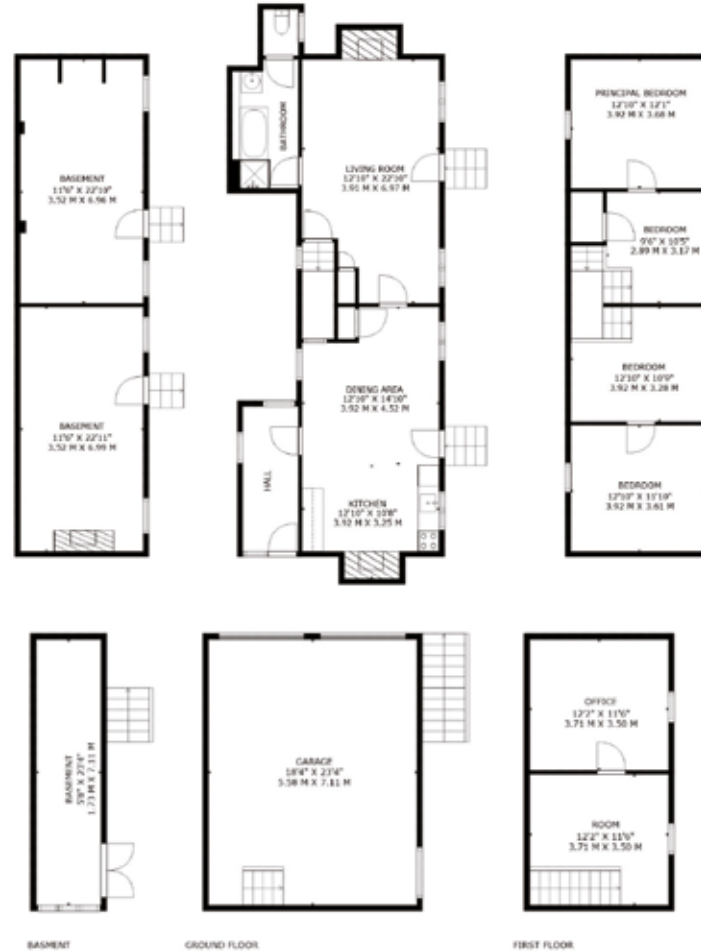 BASEMENT
11'6" X 22'10"
3.52 M X 6.96 M
BASEMENT
11'6" X 22'11"
3.52 M X 6.99 M
BATHROOM
LIVING ROOM
12'10" X 22'10"
3.91 M X 6.97 M
DINING AREA
12'10" X 14'10"
3.92 M X 4.52 M
HALL
KITCHEN
12'10" X 10'8"
3.92 M X 3.25 M
PRINCIPAL BEDROOM
12'10" X 12'1"
3.92 M X 3.68 M
BEDROOM
9'6" X 10'5"
2.89 M X 3.17 M
BEDROOM
12'10" X 10'9"
3.92 M X 3.28 M
BEDROOM
12'10" X 11'10"
3.92 M X 3.61 M
BASEMENT
5'8" X 23'4"
1.73 M X 7.11 M
GARAGE
18'4" X 23'4"
5.58 M X 7.11 M
OFFICE
12'2" X 11'6"
3.71 M X 3.50 M
ROOM
12'2" X 11'6"
3.71 M X 3.50 M
BASMENT
GROUND FLOOR
FIRST FLOOR